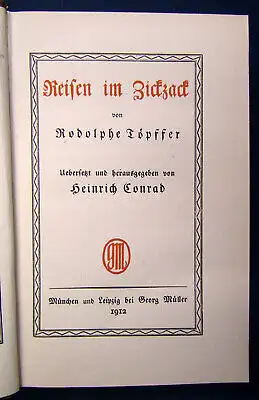 Reisen im Zickzack
von
Rodolphe Töpffer
Uebersetzt und herausgegeben von
Heinrich Conrad
GM
München und Leipzig bei Georg Müller
1912